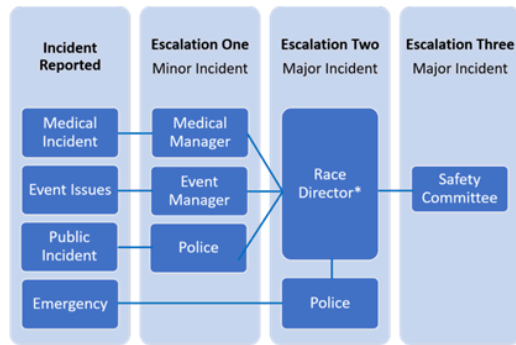 Incident
Reported
Escalation One
Minor Incident
Escalation Two
Major Incident
Escalation Three
Major Incident
Medical
Incident
Medical
Manager
Race
Director*
Safety
Committee
Event Issues
Event
Manager
Public
Incident
Police
Emergency
Police